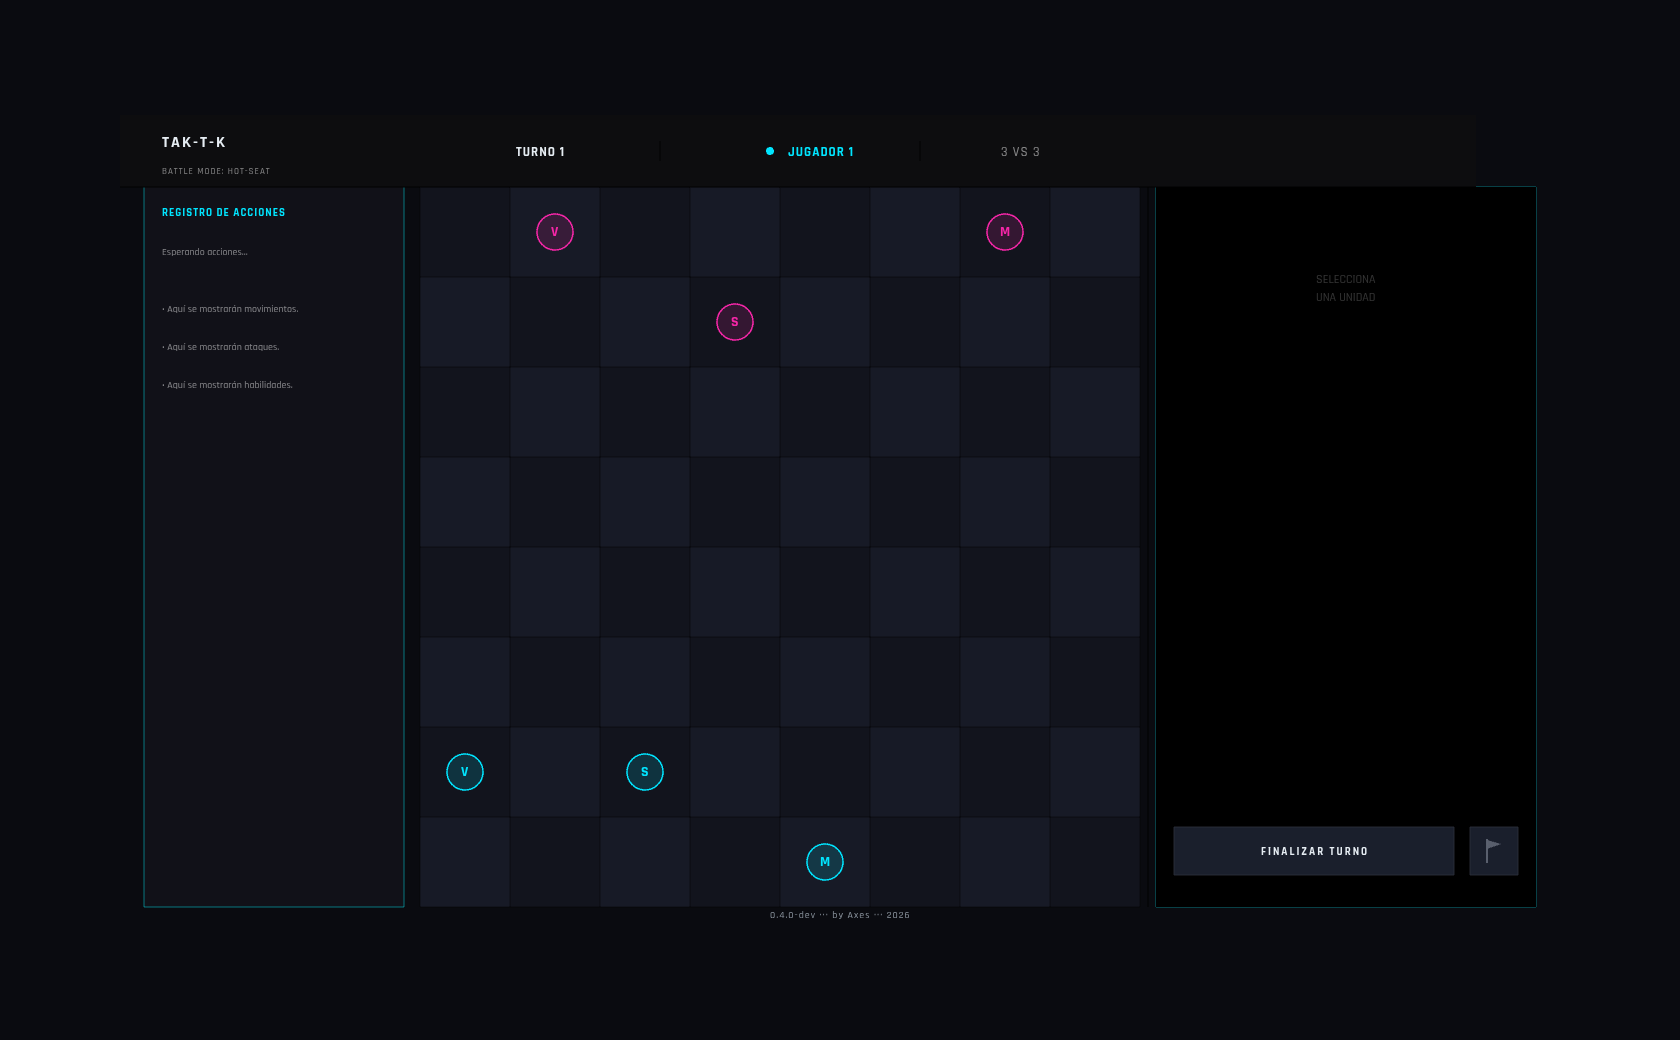 TAK-T-K
BATTLE MODE: HOT-SEAT
TURNO 1
JUGADOR 1
3 VS 3
REGISTRO DE ACCIONES
Esperando acciones...
• Aquí se mostrarán movimientos.
• Aquí se mostrarán ataques.
• Aquí se mostrarán habilidades.
V
M
S
V
S
M
SELECCIONA
UNA UNIDAD
FINALIZAR TURNO
0.4.0-dev ··· by Axes ··· 2026